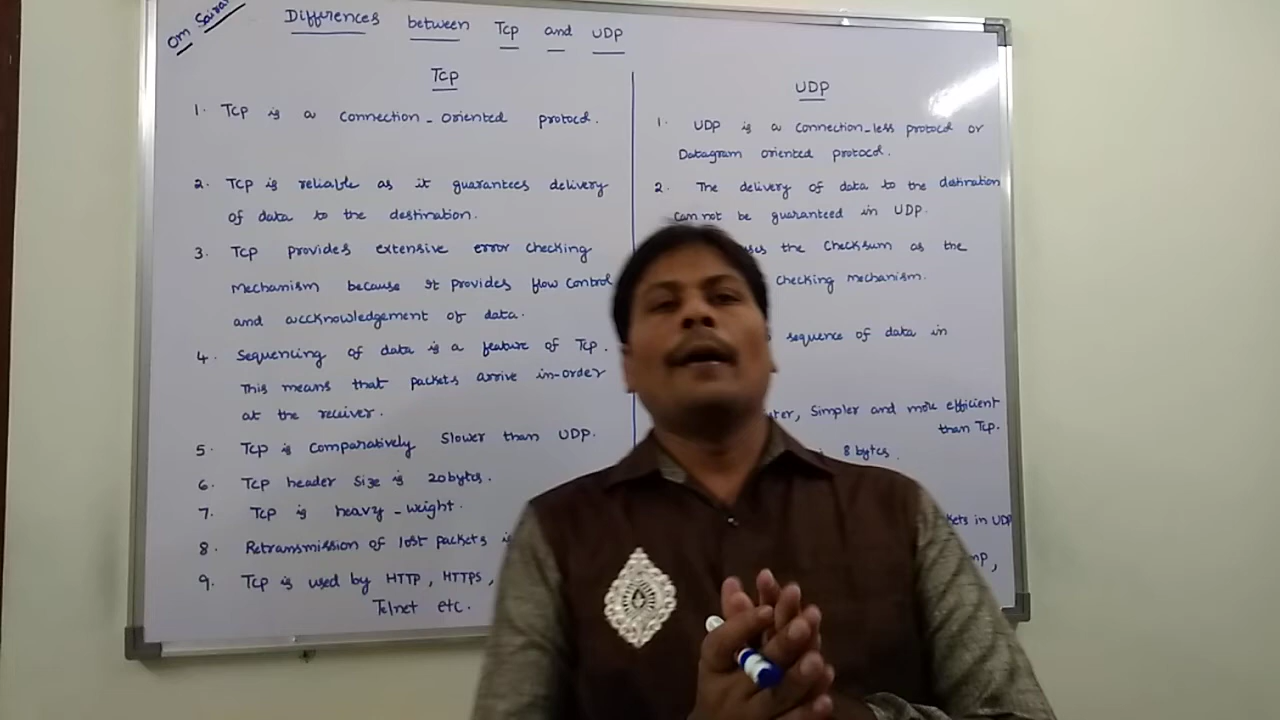 Om Sairam
Differences between TCP and UDP
TCP
1. TCP is a connection-oriented protocol.
2. TCP is reliable as it guarantees delivery
of data to the destination.
3. TCP provides extensive error checking
Mechanism because It provides flow control
and accknowledgement of data.
4. Sequencing of data is a feature of TCP.
This means that packets arrive in-order
at the receiver.
5. TCP is comparatively slower than UDP.
6. TCP header Size is 20bytes.
7. TCP is heavy-weight.
8. Retransmission of lost packets is
9. TCP is used by HTTP, HTTPS,
Telnet etc.
UDP
1. UDP is a connection-less protocol or
Datagram oriented protocol.
2. The delivery of data to the destination
cannot be guaranteed in UDP.
the checksum as the
checking mechanism.
sequence of data in
Simpler and more efficient
than TCP.
8 bytes.
in UDP